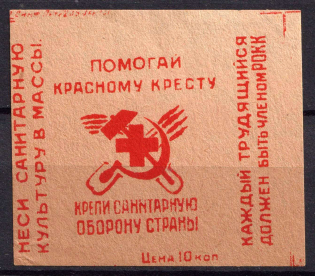 ПОМОГАЙ
КРАСНОМУ КРЕСТУ
НЕСИ САНИТАРНУЮ
КУЛЬТУРУ В МАССЫ.
КРЕПИ САНИТАРНУЮ
ОБОРОНУ СТРАНЫ
КАЖДЫЙ ТРУДЯЩИЙСЯ
ДОЛЖЕН БЫТЬ ЧЛЕНОМ РОКК
ЦЕНА 10 КОП